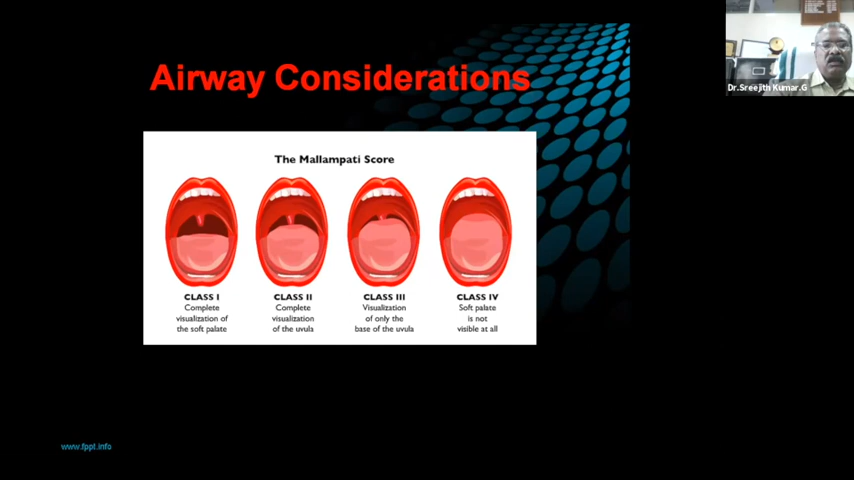 Airway Considerations
Dr.Sreejith Kumar.G
The Mallampati Score
CLASS I
Complete
visualization of
the soft palate
CLASS II
Complete
visualization
of the uvula
CLASS III
Visualization
of only the
base of the uvula
CLASS IV
Soft palate
is not
visible at all
www.fppt.info